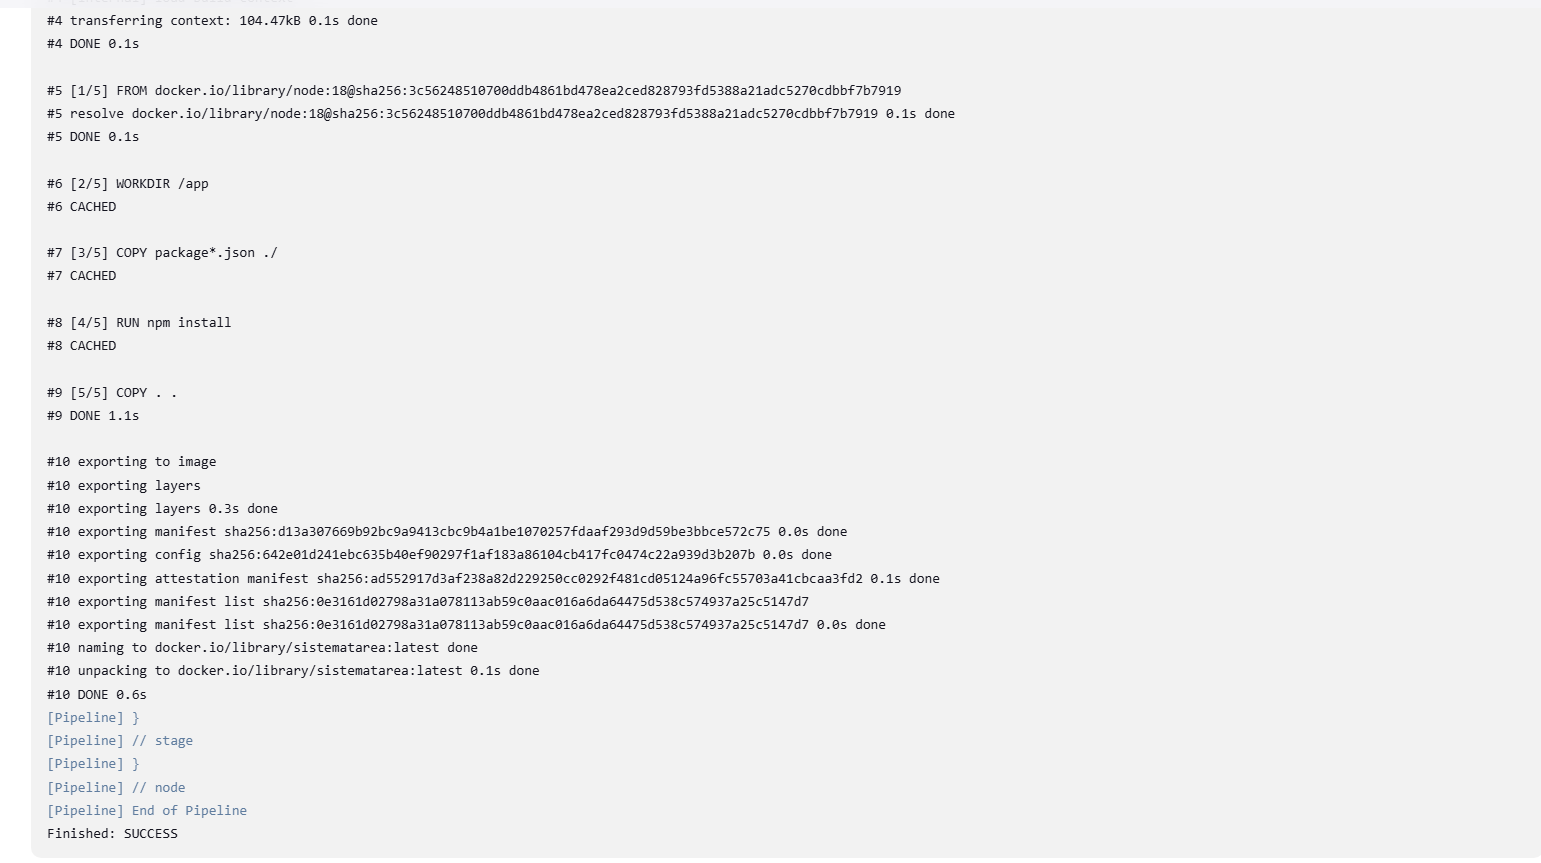 #4 transferring context: 104.47kB 0.1s done
#4 DONE 0.1s
#5 [1/5] FROM docker.io/library/node:18@sha256:3c56248510700ddb4861bd478ea2ced828793fd5388a21adc5270cdbbf7b7919
#5 resolve docker.io/library/node:18@sha256:3c56248510700ddb4861bd478ea2ced828793fd5388a21adc5270cdbbf7b7919 0.1s done
#5 DONE 0.1s
#6 [2/5] WORKDIR /app
#6 CACHED
#7 [3/5] COPY package*.json ./
#7 CACHED
#8 [4/5] RUN npm install
#8 CACHED
#9 [5/5] COPY . .
#9 DONE 1.1s
#10 exporting to image
#10 exporting layers
#10 exporting layers 0.3s done
#10 exporting manifest sha256:d13a307669b92bc9a9413cbc9b4a1be1070257fdaaf293d9d59be3bbce572c75 0.0s done
#10 exporting config sha256:642e01d241ebc635b40ef90297f1af183a86104cb417fc0474c22a939d3b207b 0.0s done
#10 exporting attestation manifest sha256:ad552917d3af238a82d229250cc0292f481cd05124a96fc55703a41cbcaa3fd2 0.1s done
#10 exporting manifest list sha256:0e3161d02798a31a078113ab59c0aac016a6da64475d538c574937a25c5147d7
#10 exporting manifest list sha256:0e3161d02798a31a078113ab59c0aac016a6da64475d538c574937a25c5147d7 0.0s done
#10 naming to docker.io/library/sistematarea:latest done
#10 unpacking to docker.io/library/sistematarea:latest 0.1s done
#10 DONE 0.6s
[Pipeline] }
[Pipeline] // stage
[Pipeline] }
[Pipeline] // node
[Pipeline] End of Pipeline
Finished: SUCCESS